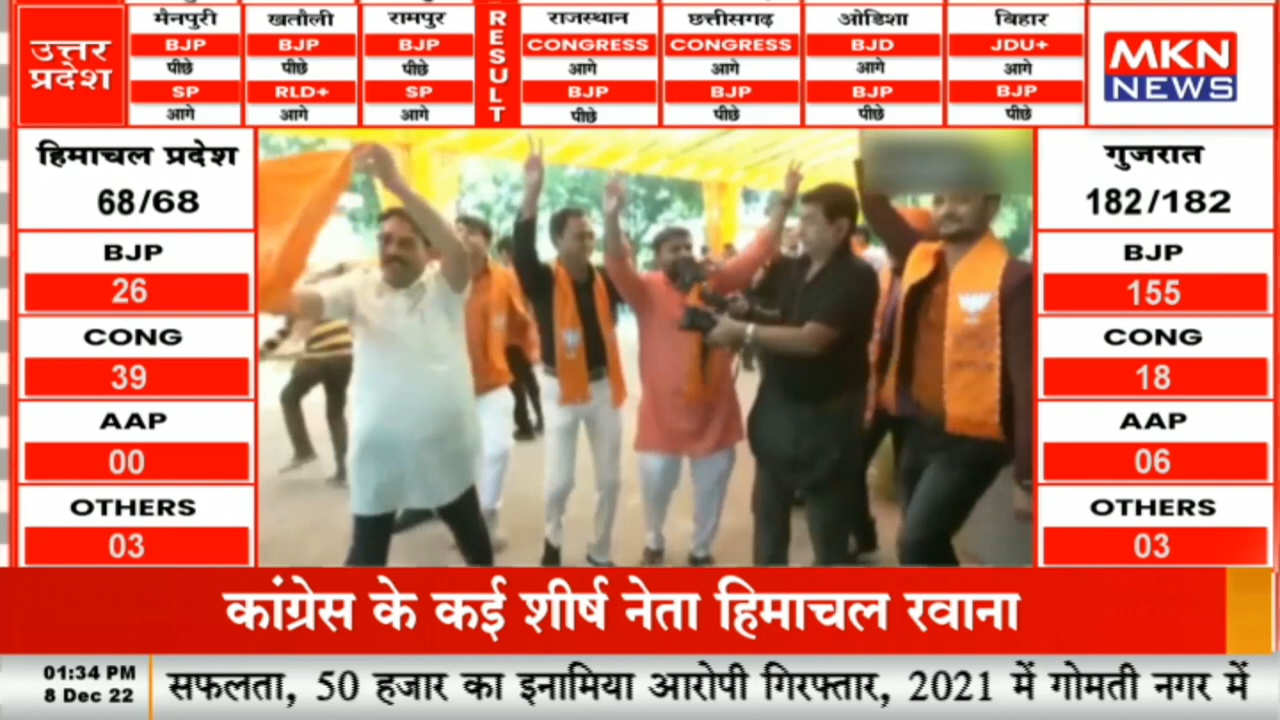 उत्तर
प्रदेश
मैनपुरी
BJP
पीछे
SP
आगे
खतौली
BJP
पीछे
RLD+
आगे
रामपुर
BJP
पीछे
SP
आगे
RESULT
राजस्थान
CONGRESS
आगे
BJP
पीछे
छत्तीसगढ़
CONGRESS
आगे
BJP
पीछे
ओडिशा
BJD
आगे
BJP
पीछे
बिहार
JDU+
आगे
BJP
पीछे
MKN
NEWS
हिमाचल प्रदेश
68/68
BJP
26
CONG
39
AAP
00
OTHERS
03
गुजरात
182/182
BJP
155
CONG
18
AAP
06
OTHERS
03
कांग्रेस के कई शीर्ष नेता हिमाचल रवाना
01:34 PM
8 Dec 22
सफलता, 50 हजार का इनामिया आरोपी गिरफ्तार, 2021 में गोमती नगर में